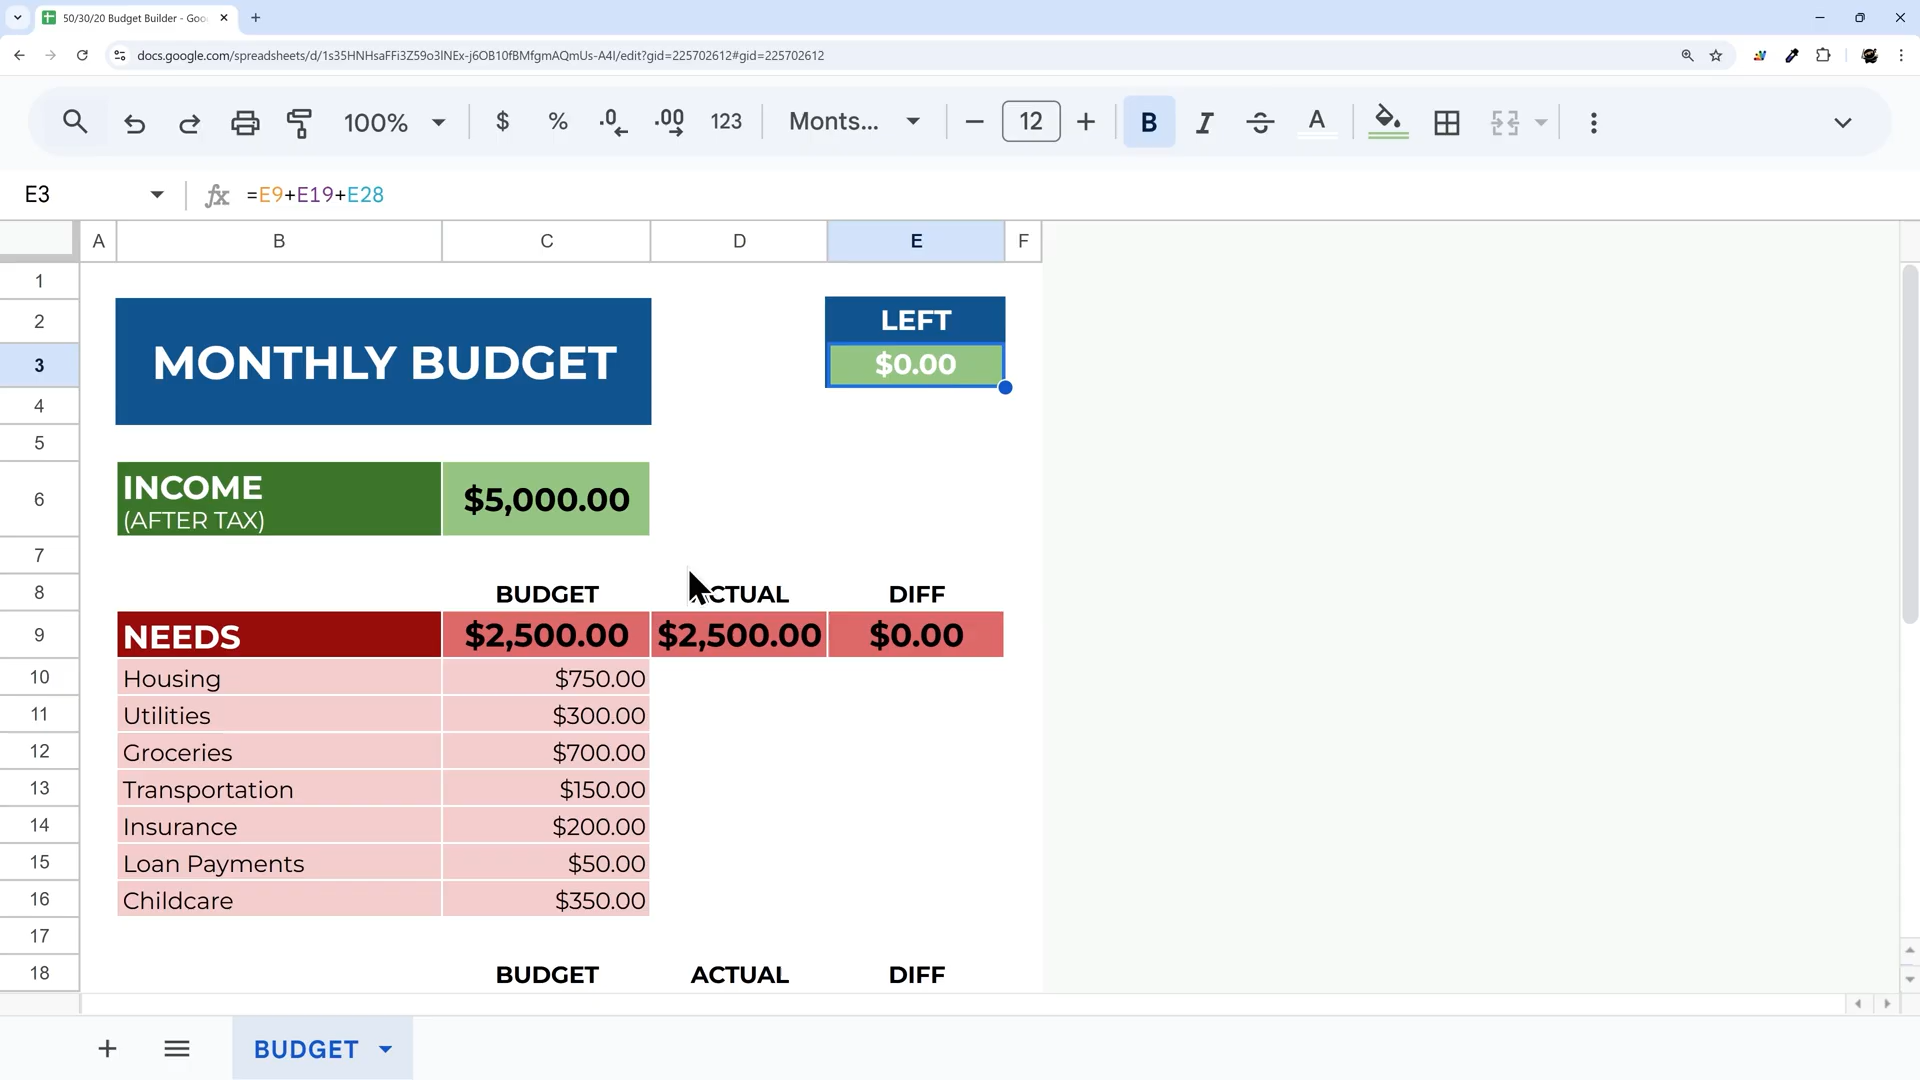 50/30/20 Budget Builder - Goo
docs.google.com/spreadsheets/d/1s35HNHsaFFi3Z59o3lNEx-j6OB10fBMfgmAQmUs-A4I/edit?gid=225702612#gid=225702612
100% $ % .0 .00 123 Monts... 12 B I A
E3 fx =E9+E19+E28
A B C D E F
1
2 LEFT
3 MONTHLY BUDGET $0.00
4
5
6 INCOME $5,000.00
(AFTER TAX)
7
8 BUDGET CTUAL DIFF
9 NEEDS $2,500.00 $2,500.00 $0.00
10 Housing $750.00
11 Utilities $300.00
12 Groceries $700.00
13 Transportation $150.00
14 Insurance $200.00
15 Loan Payments $50.00
16 Childcare $350.00
17
18 BUDGET ACTUAL DIFF
BUDGET